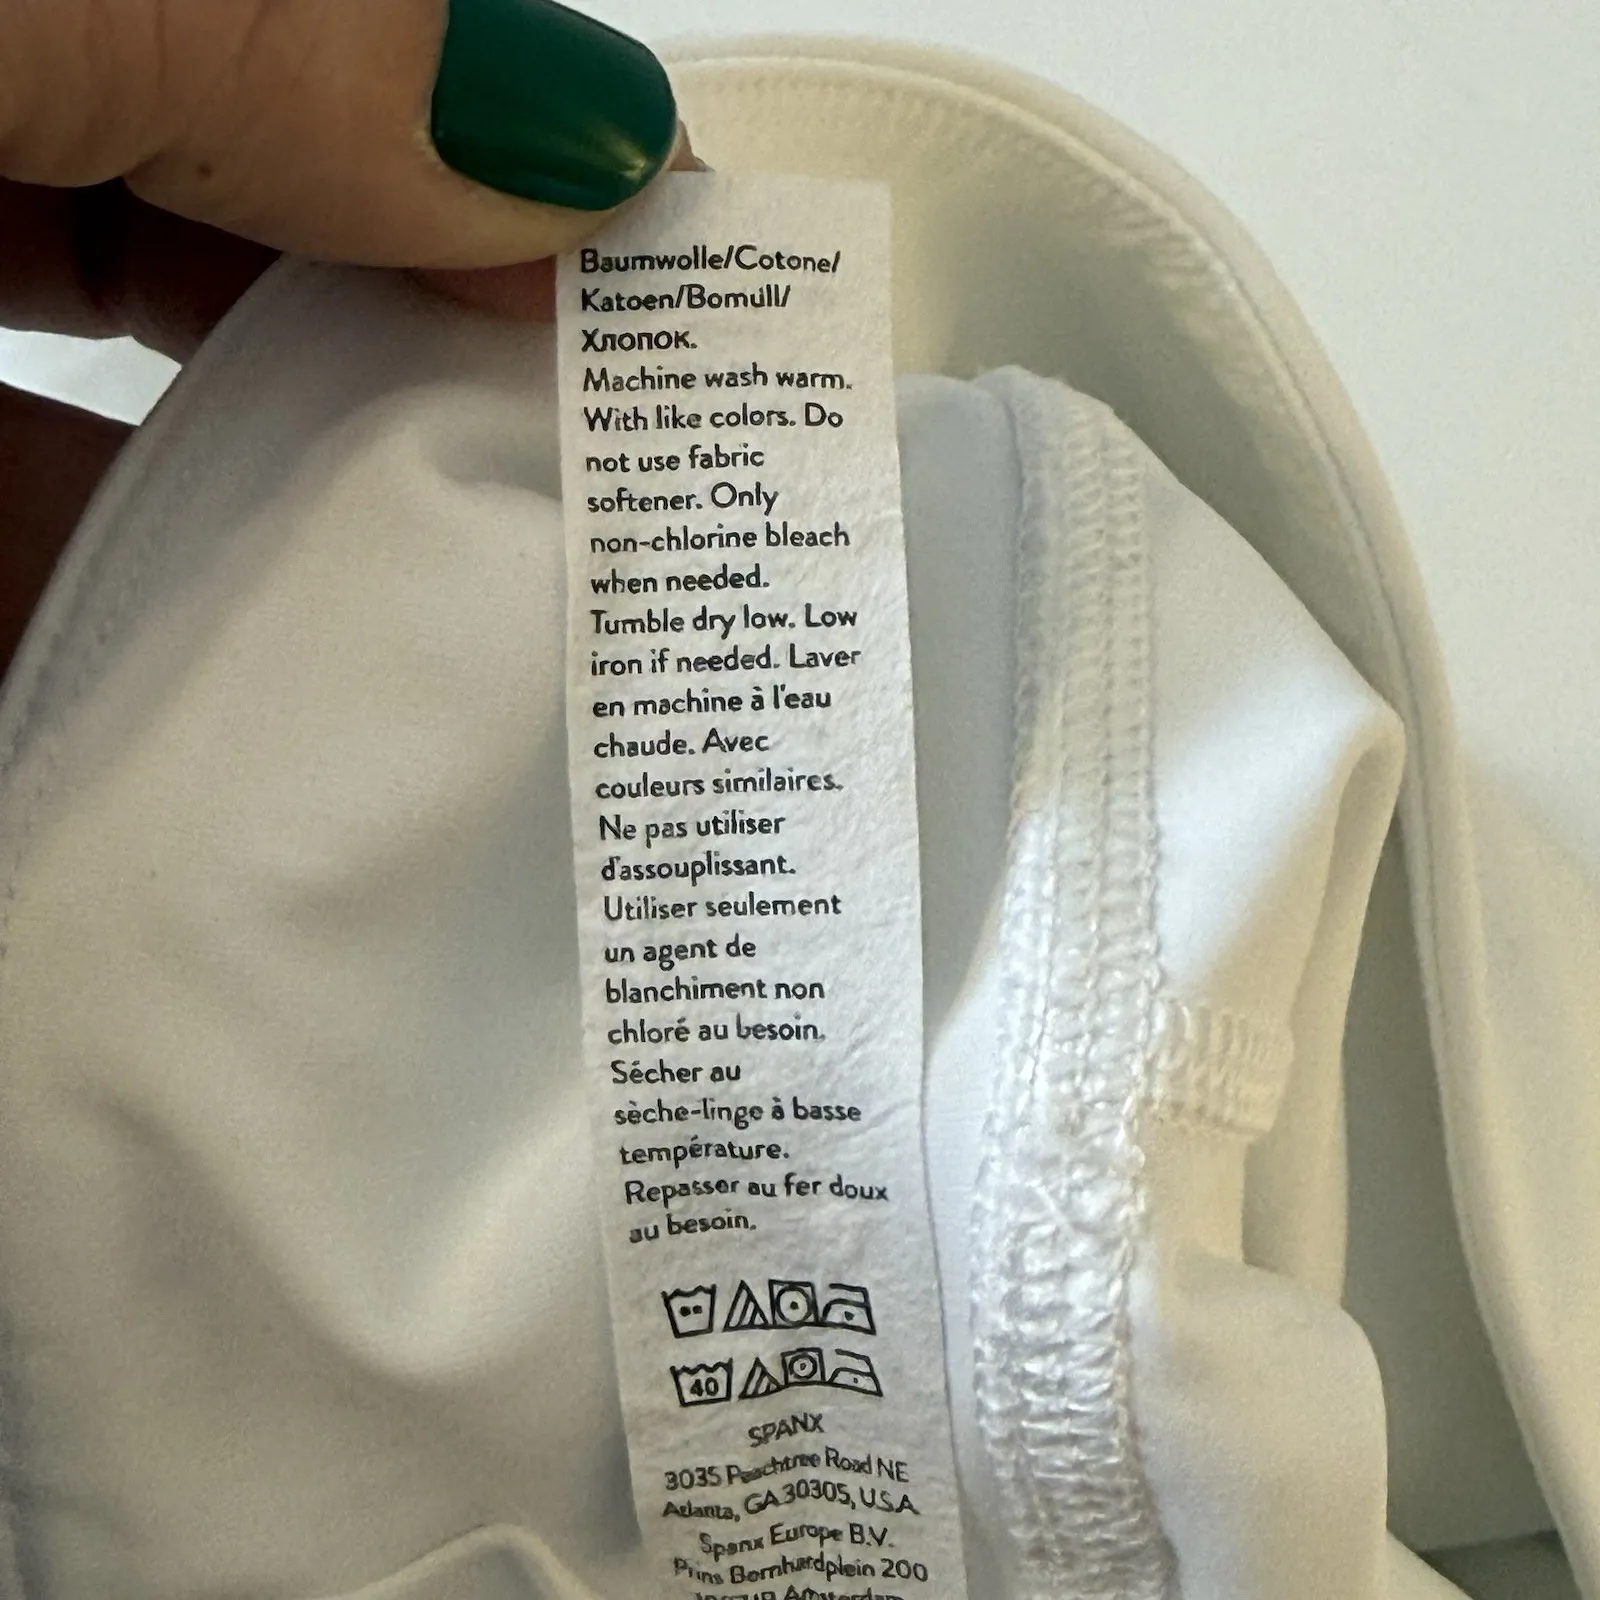 Baumwolle/Cotone/
Katoen/Bomull/
Хлопок.
Machine wash warm.
With like colors. Do
not use fabric
softener. Only
non-chlorine bleach
when needed.
Tumble dry low. Low
iron if needed. Laver
en machine à l'eau
chaude. Avec
couleurs similaires.
Ne pas utiliser
d'assouplissant.
Utiliser seulement
un agent de
blanchiment non
chloré au besoin.
Sécher au
sèche-linge à basse
température.
Repasser au fer doux
au besoin.
40
SPANX
3035 Peachtree Road NE
Atlanta, GA 30305, U.S.A
Spanx Europe B.V.
Prins Bernhardplein 200
Amsterdam